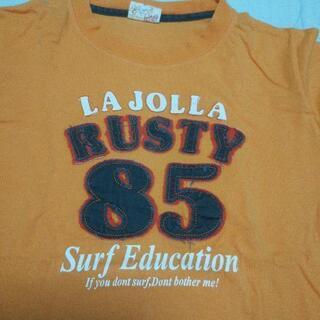 LA JOLLA
RUSTY
85
Surf Education
If you dont surf,Dont bother me!